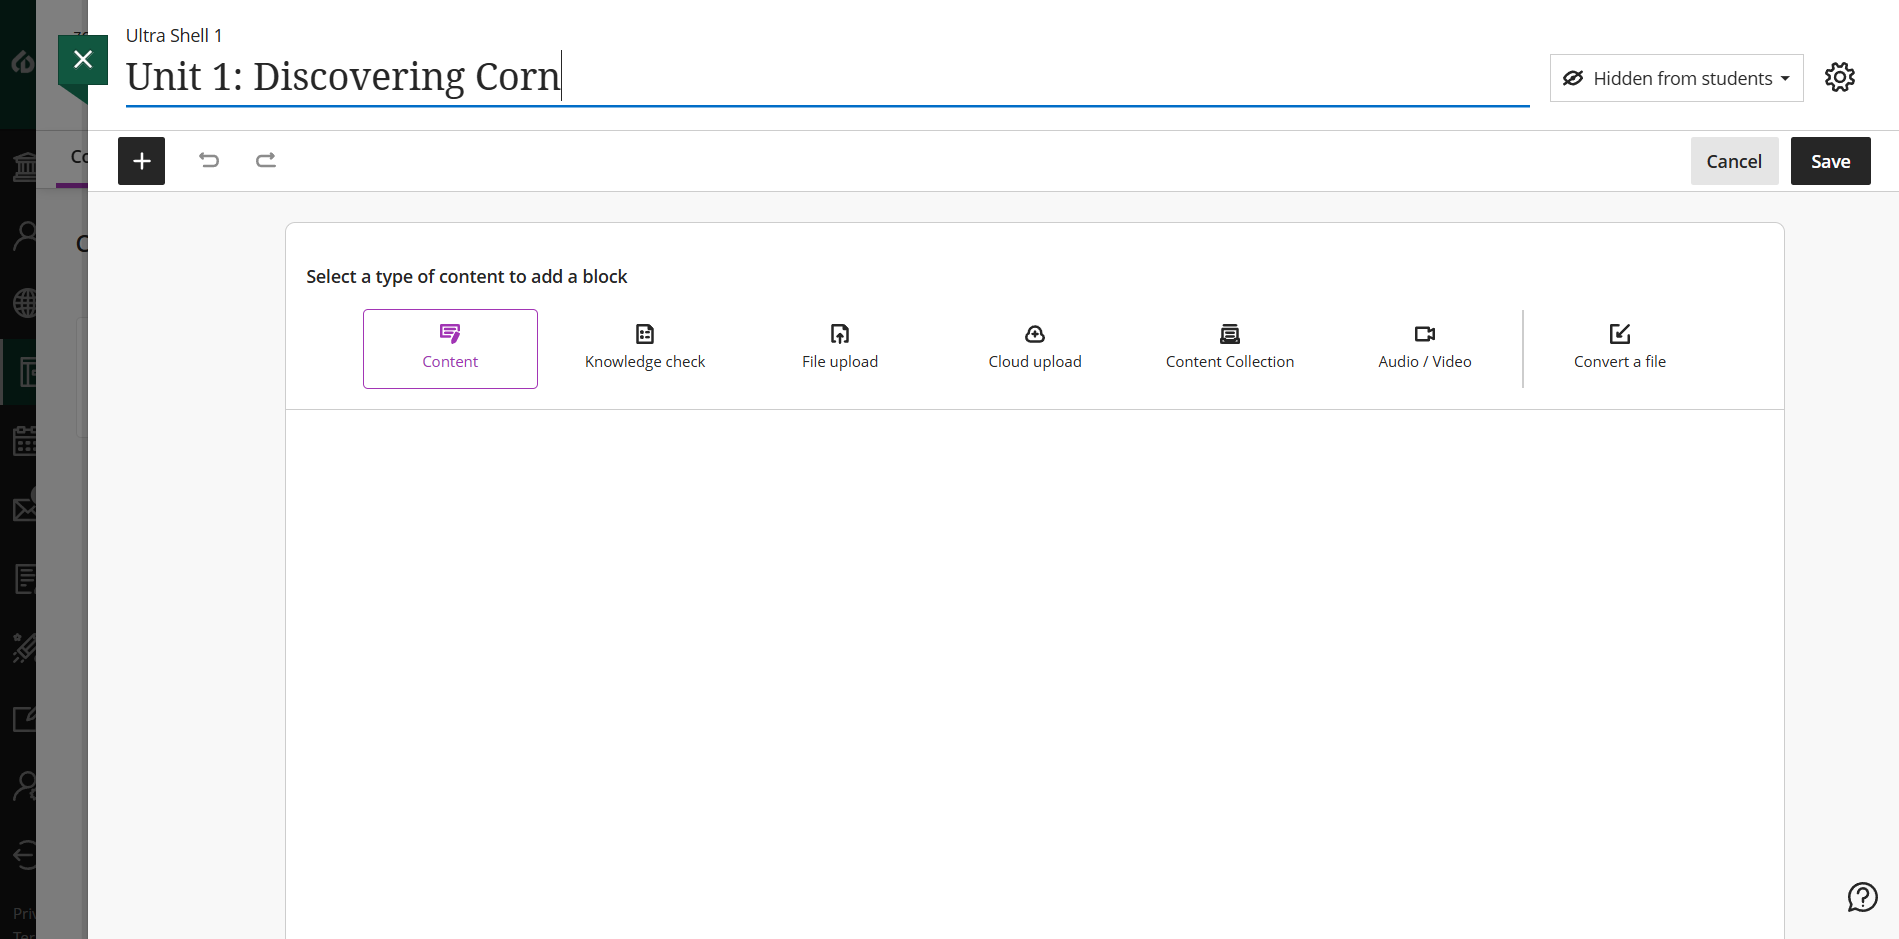 Ultra Shell 1
Unit 1: Discovering Corn
Hidden from students
Cancel
Save
Select a type of content to add a block
Content
Knowledge check
File upload
Cloud upload
Content Collection
Audio / Video
Convert a file